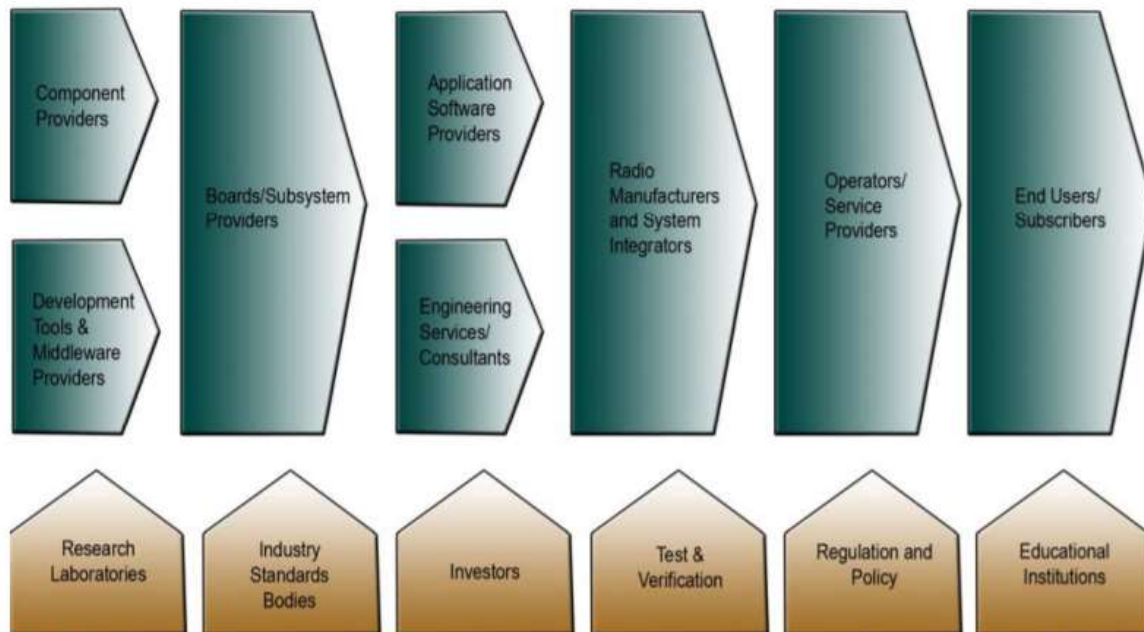 Component
Providers
Development
Tools &
Middleware
Providers
Boards/Subsystem
Providers
Application
Software
Providers
Engineering
Services/
Consultants
Radio
Manufacturers
and System
Integrators
Operators/
Service
Providers
End Users/
Subscribers
Research
Laboratories
Industry
Standards
Bodies
Investors
Test &
Verification
Regulation and
Policy
Educational
Institutions